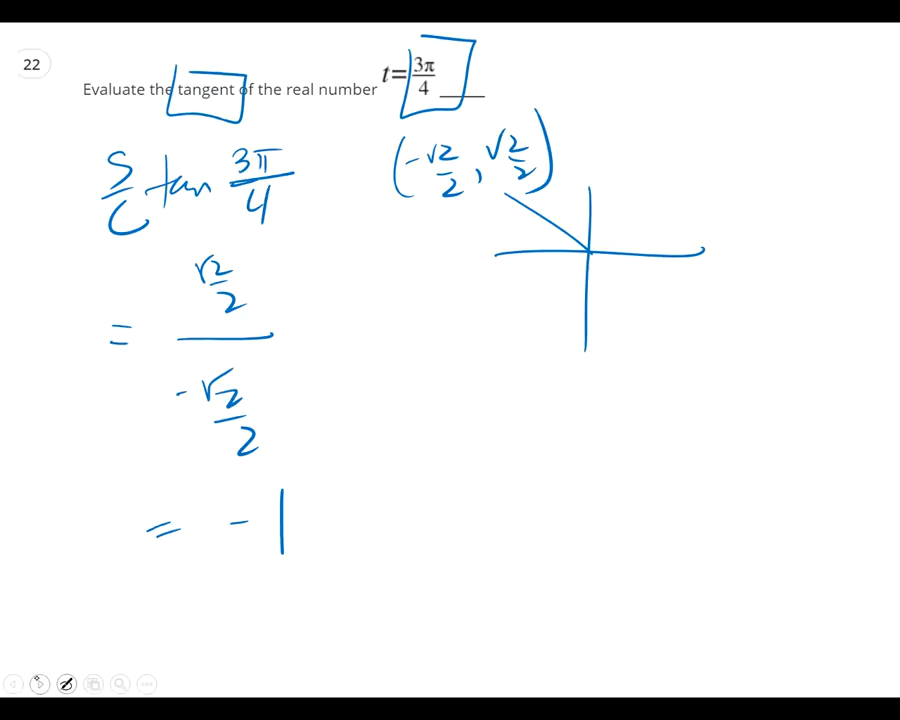 22
Evaluate the tangent of the real number t = 3π/4 ____
(-√2/2, √2/2)
S/C tan 3π/4
= √2/2 / -√2/2
= -1